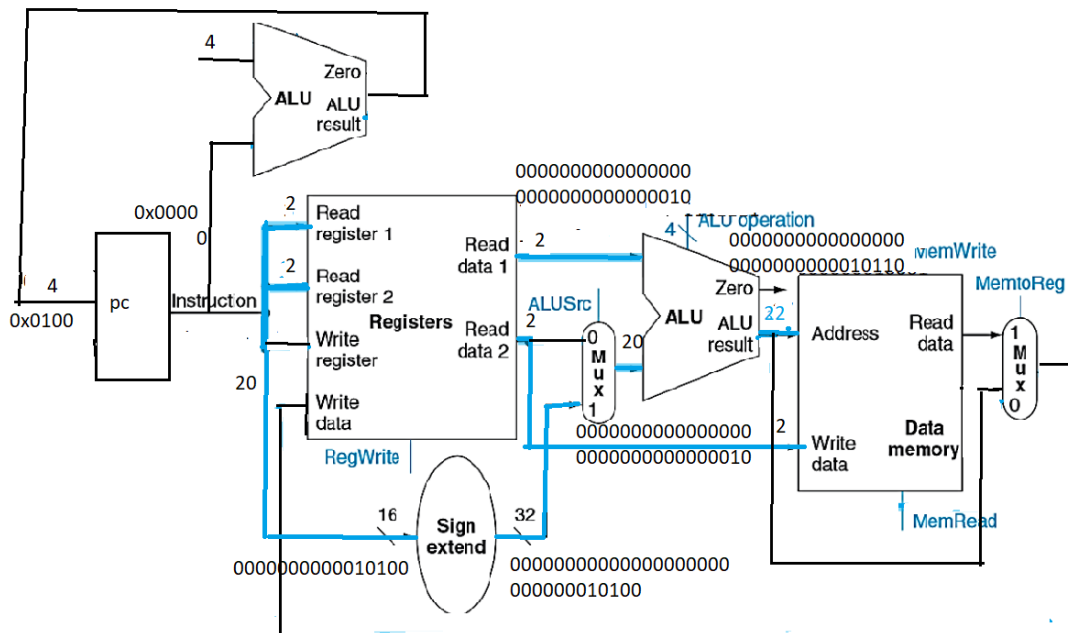 4
Zero
ALU
ALU
result
0000000000000000
0000000000000010
0x0000
0
2
Read
register 1
2
Read
register 2
Registers
Write
register
Write
data
Read
data 1
Read
data 2
2
2
4
ALU operation
0000000000000000
0000000000010110
MemtoReg
4
0x0100
pc
Instruction
ALUSrc
0
M
u
x
1
20
Zero
ALU
ALU
result
22
Address
Read
data
1
M
u
x
0
20
RegWrite
0000000000000000
0000000000000010
2
Write
data
Data
memory
MemRead
16
Sign
extend
32
0000000000010100
00000000000000000000
000000010100